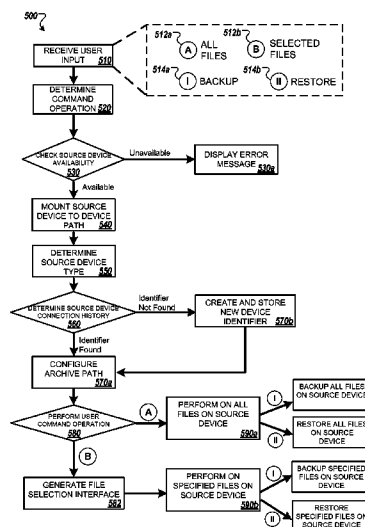 500
RECEIVE USER
INPUT 510
512a
A ALL
FILES
512b
B SELECTED
FILES
514a
I BACKUP
514b
II RESTORE
DETERMINE
COMMAND
OPERATION
520
CHECK SOURCE DEVICE
AVAILABILITY
530
Unavailable
DISPLAY ERROR
MESSAGE
530a
Available
MOUNT SOURCE
DEVICE TO DEVICE
PATH 540
DETERMINE
SOURCE DEVICE
TYPE 550
DETERMINE SOURCE DEVICE
CONNECTION HISTORY
560
Identifier
Not Found
CREATE AND STORE
NEW DEVICE
IDENTIFIER 570b
Identifier
Found
CONFIGURE
ARCHIVE PATH
570a
PERFORM USER
COMMAND OPERATION
580
A
PERFORM ON ALL
FILES ON SOURCE
DEVICE
590a
I
BACKUP ALL FILES
ON SOURCE DEVICE
II
RESTORE ALL FILES
ON SOURCE
DEVICE
B
GENERATE FILE
SELECTION INTERFACE
582
PERFORM ON
SPECIFIED FILES ON
SOURCE DEVICE
590b
I
BACKUP SPECIFIED
FILES ON SOURCE
DEVICE
II
RESTORE
SPECIFIED FILES ON